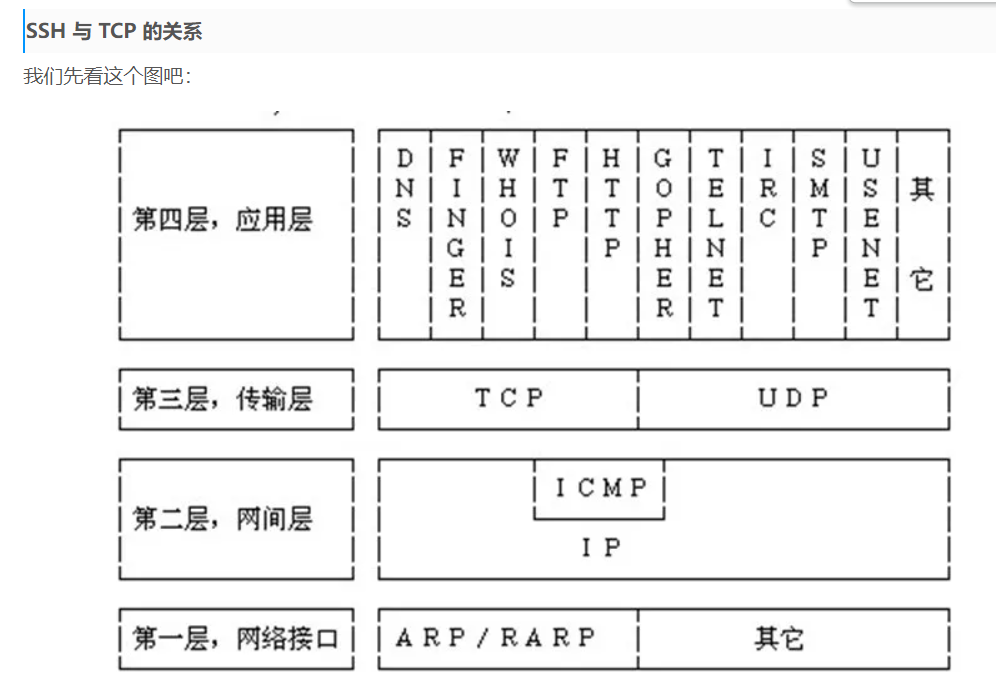 SSH 与 TCP 的关系
我们先看这个图吧：
第四层，应用层
DNS
FINGER
WHOIS
FTP
HTTP
GOPHER
TELNET
IRC
SMTP
USENET
其它
第三层，传输层
TCP
UDP
第二层，网间层
ICMP
IP
第一层，网络接口
ARP/RARP
其它